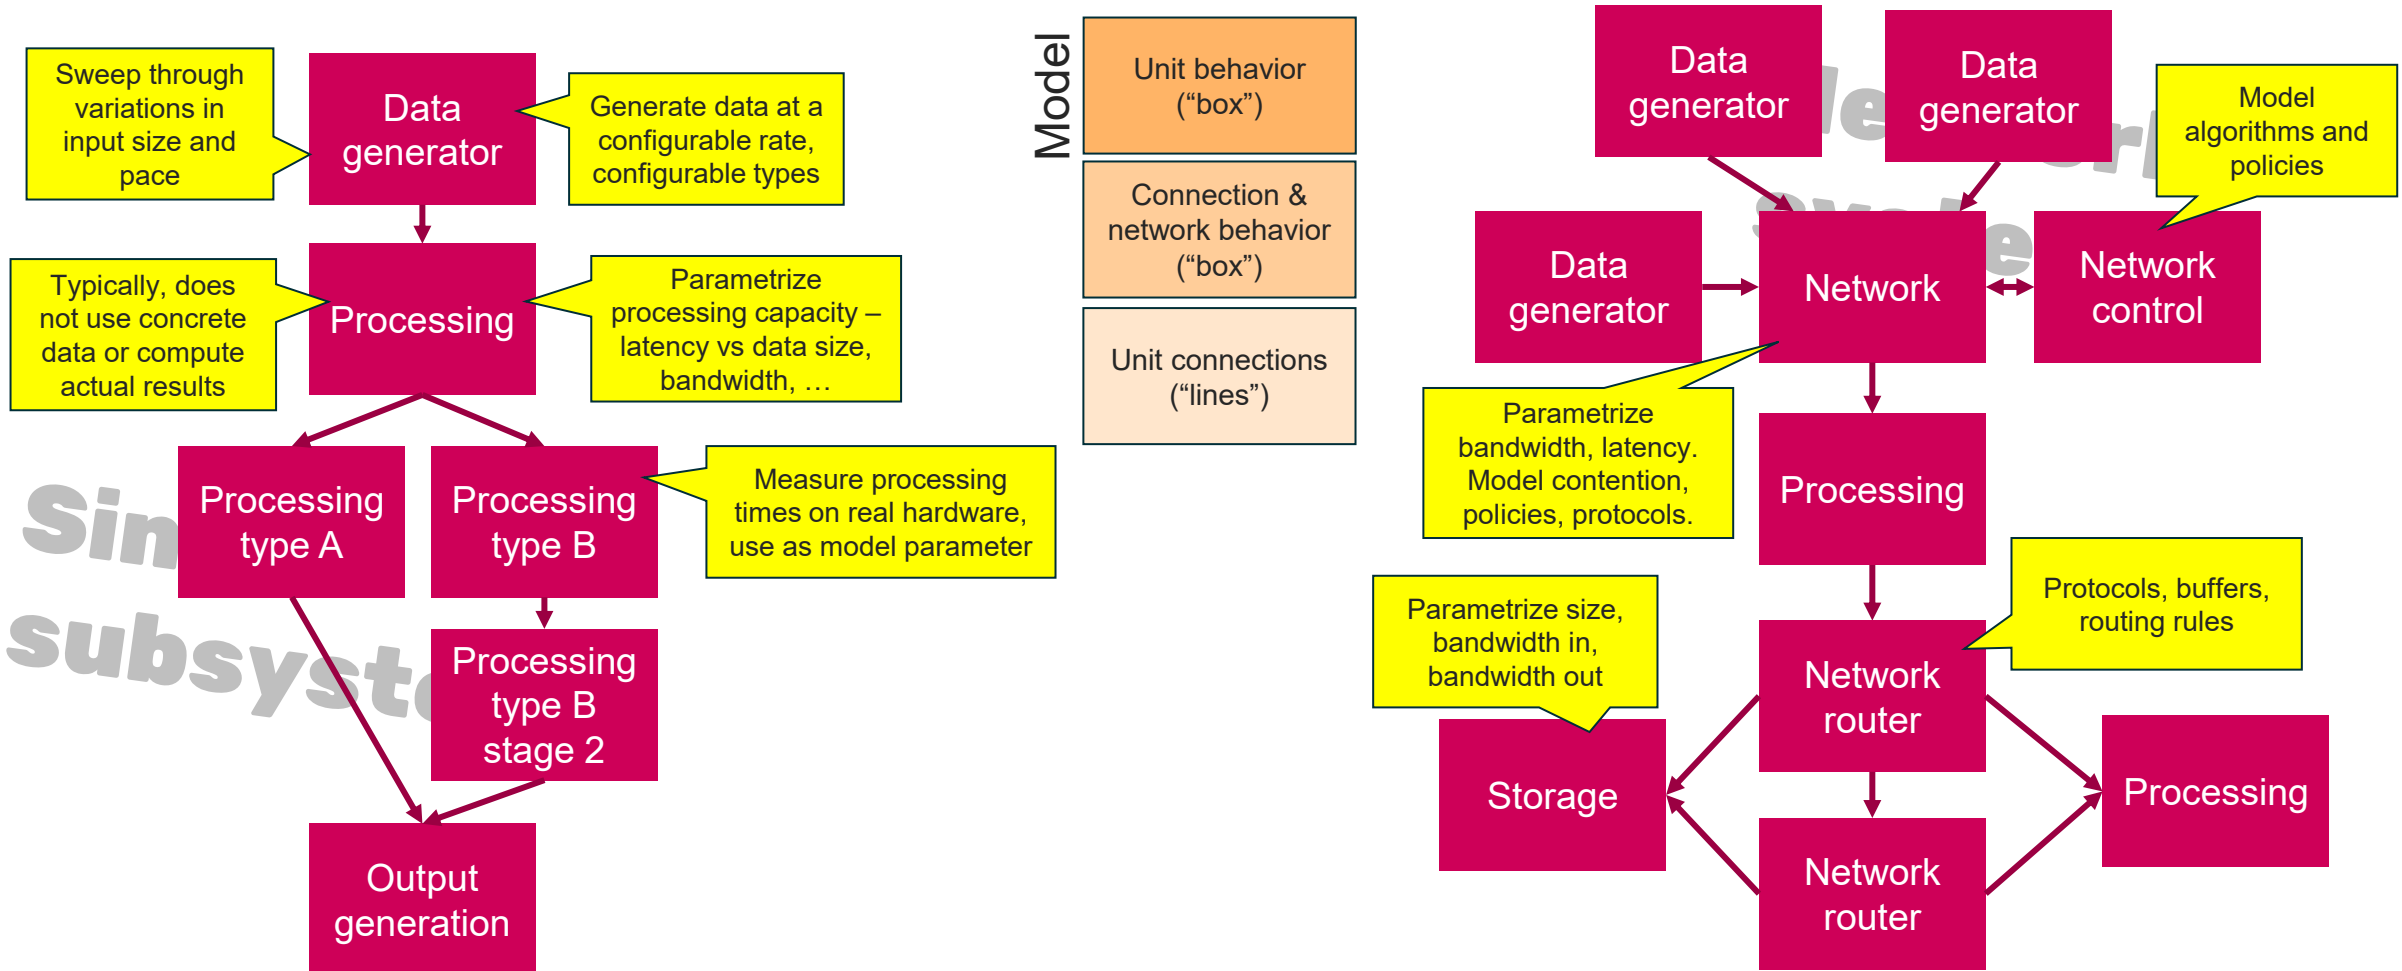 Sweep through
variations in
input size and
pace
Data
generator
Generate data at a
configurable rate,
configurable types
Typically, does
not use concrete
data or compute
actual results
Processing
Parametrize
processing capacity –
latency vs data size,
bandwidth, …
Processing
type A
Processing
type B
Measure processing
times on real hardware,
use as model parameter
Processing
type B
stage 2
Output
generation
Model
Unit behavior
(“box”)
Connection &
network behavior
(“box”)
Unit connections
(“lines”)
Data
generator
Data
generator
Model
algorithms and
policies
Data
generator
Network
Network
control
Parametrize
bandwidth, latency.
Model contention,
policies, protocols.
Processing
Protocols, buffers,
routing rules
Parametrize size,
bandwidth in,
bandwidth out
Network
router
Storage
Processing
Network
router